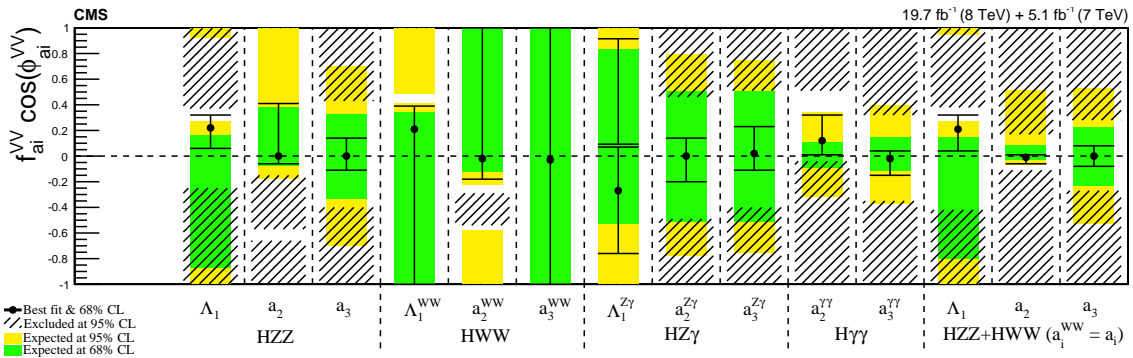 CMS 19.7 fb⁻¹ (8 TeV) + 5.1 fb⁻¹ (7 TeV)
f_ai^VV cos(ϕ_ai^VV)
1
0.8
0.6
0.4
0.2
0
-0.2
-0.4
-0.6
-0.8
-1
Λ₁ a₂ a₃ Λ₁^WW a₂^WW a₃^WW Λ₁^Zγ a₂^Zγ a₃^Zγ a₂^γγ a₃^γγ Λ₁ a₂ a₃
HZZ HWW HZγ Hγγ HZZ+HWW (a_i^WW = a_i)
Best fit & 68% CL
Excluded at 95% CL
Expected at 95% CL
Expected at 68% CL